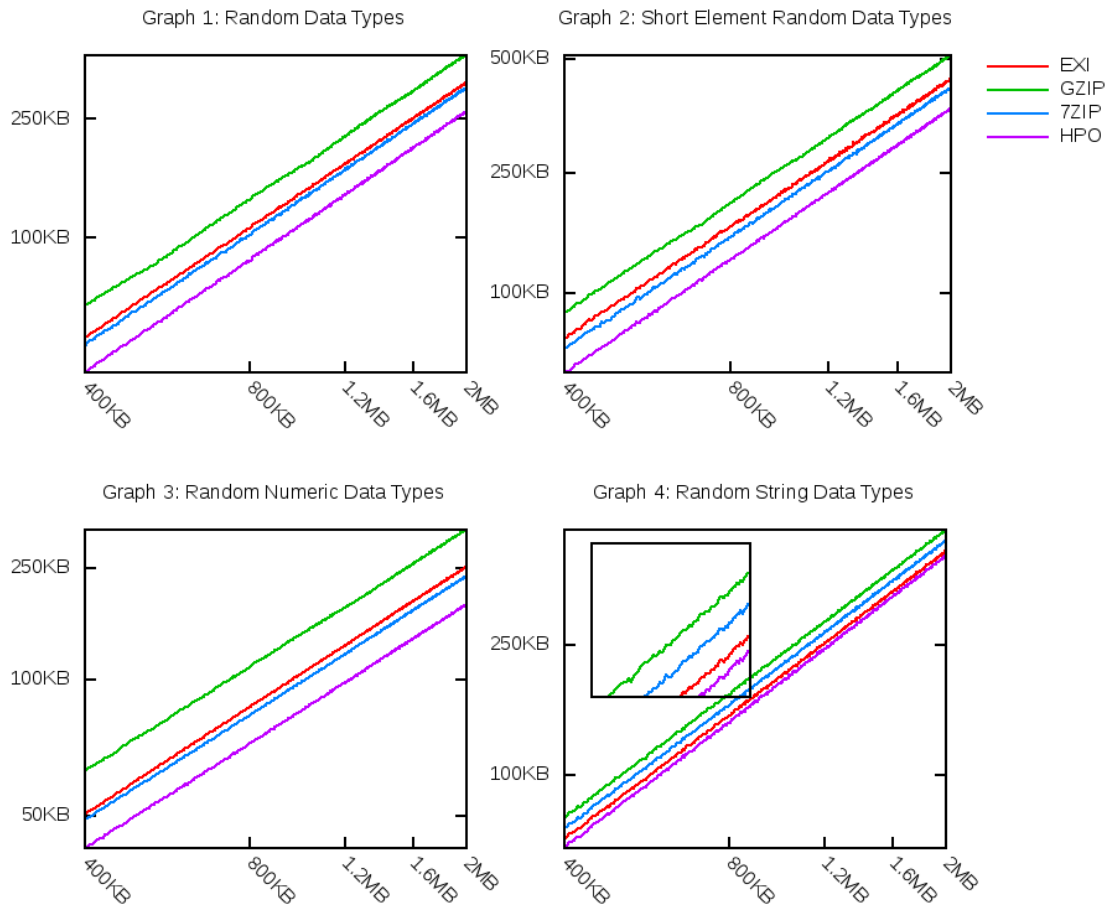 Graph 1: Random Data Types
250KB
100KB
400KB
800KB
1.2MB
1.6MB
2MB
Graph 2: Short Element Random Data Types
500KB
250KB
100KB
400KB
800KB
1.2MB
1.6MB
2MB
EXI
GZIP
7ZIP
HPO
Graph 3: Random Numeric Data Types
250KB
100KB
50KB
400KB
800KB
1.2MB
1.6MB
2MB
Graph 4: Random String Data Types
250KB
100KB
400KB
800KB
1.2MB
1.6MB
2MB